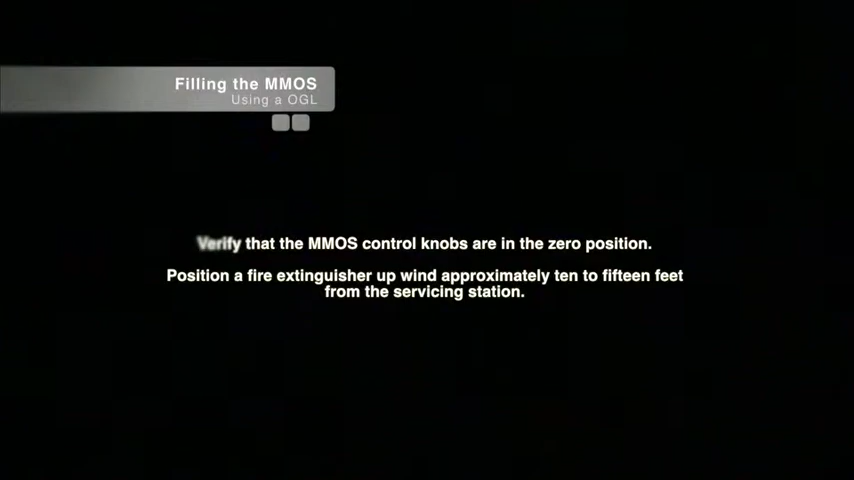 Filling the MMOS
Using a OGL
Verify that the MMOS control knobs are in the zero position.
Position a fire extinguisher up wind approximately ten to fifteen feet
from the servicing station.